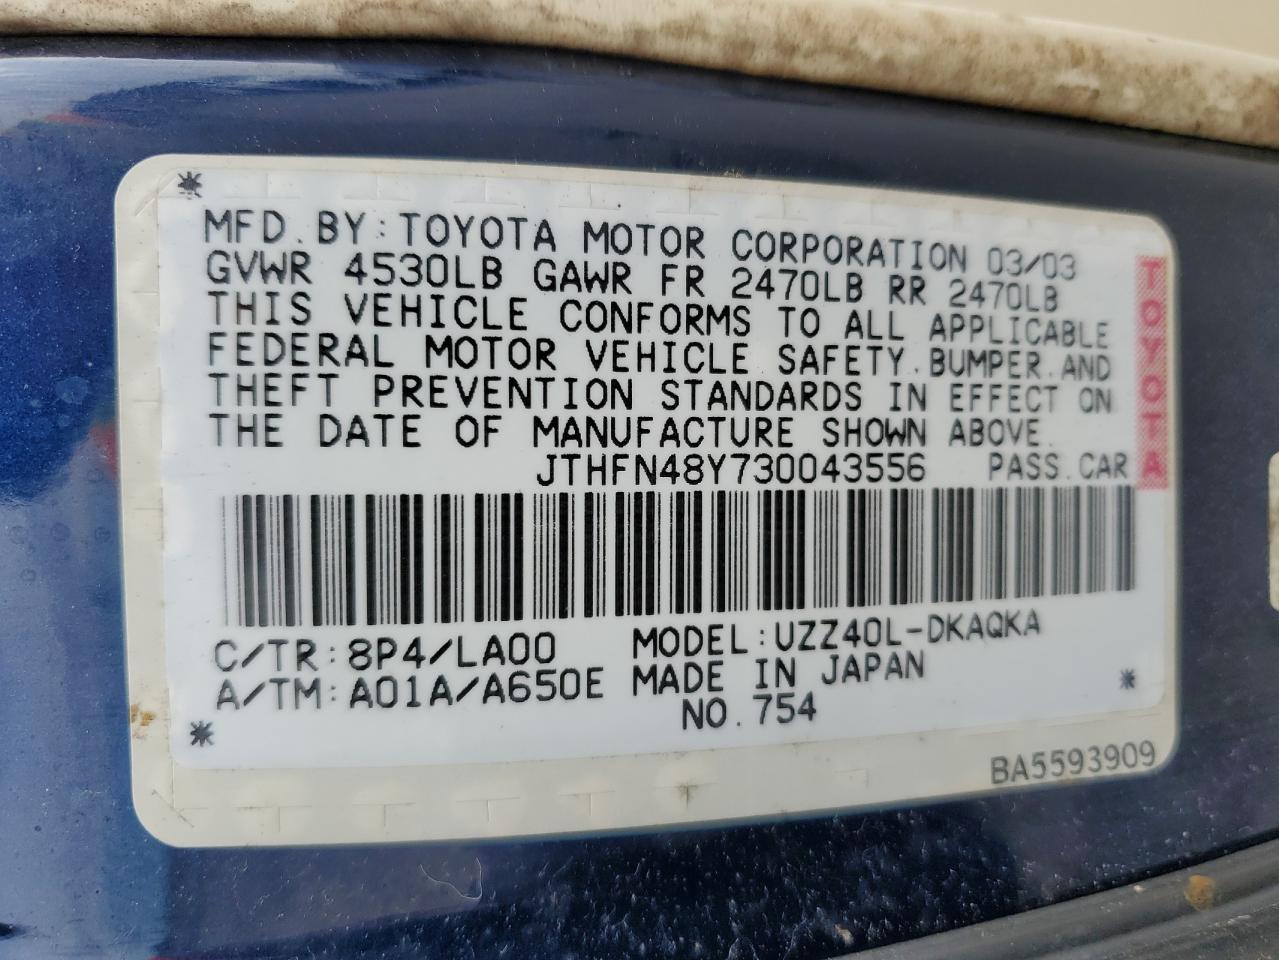 MFD.BY:TOYOTA MOTOR CORPORATION 03/03
GVWR 4530LB GAWR FR 2470LB RR 2470LB
THIS VEHICLE CONFORMS TO ALL APPLICABLE
FEDERAL MOTOR VEHICLE SAFETY.BUMPER.AND
THEFT PREVENTION STANDARDS IN EFFECT ON
THE DATE OF MANUFACTURE SHOWN ABOVE.
JTHFN48Y730043556 PASS.CAR
TOYOTA
C/TR:8P4/LA00 MODEL:UZZ40L-DKAQKA
A/TM:A01A/A650E MADE IN JAPAN
NO.754
BA5593909